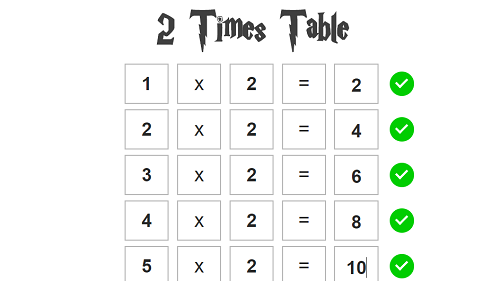 2 Times Table
1 x 2 = 2
2 x 2 = 4
3 x 2 = 6
4 x 2 = 8
5 x 2 = 10